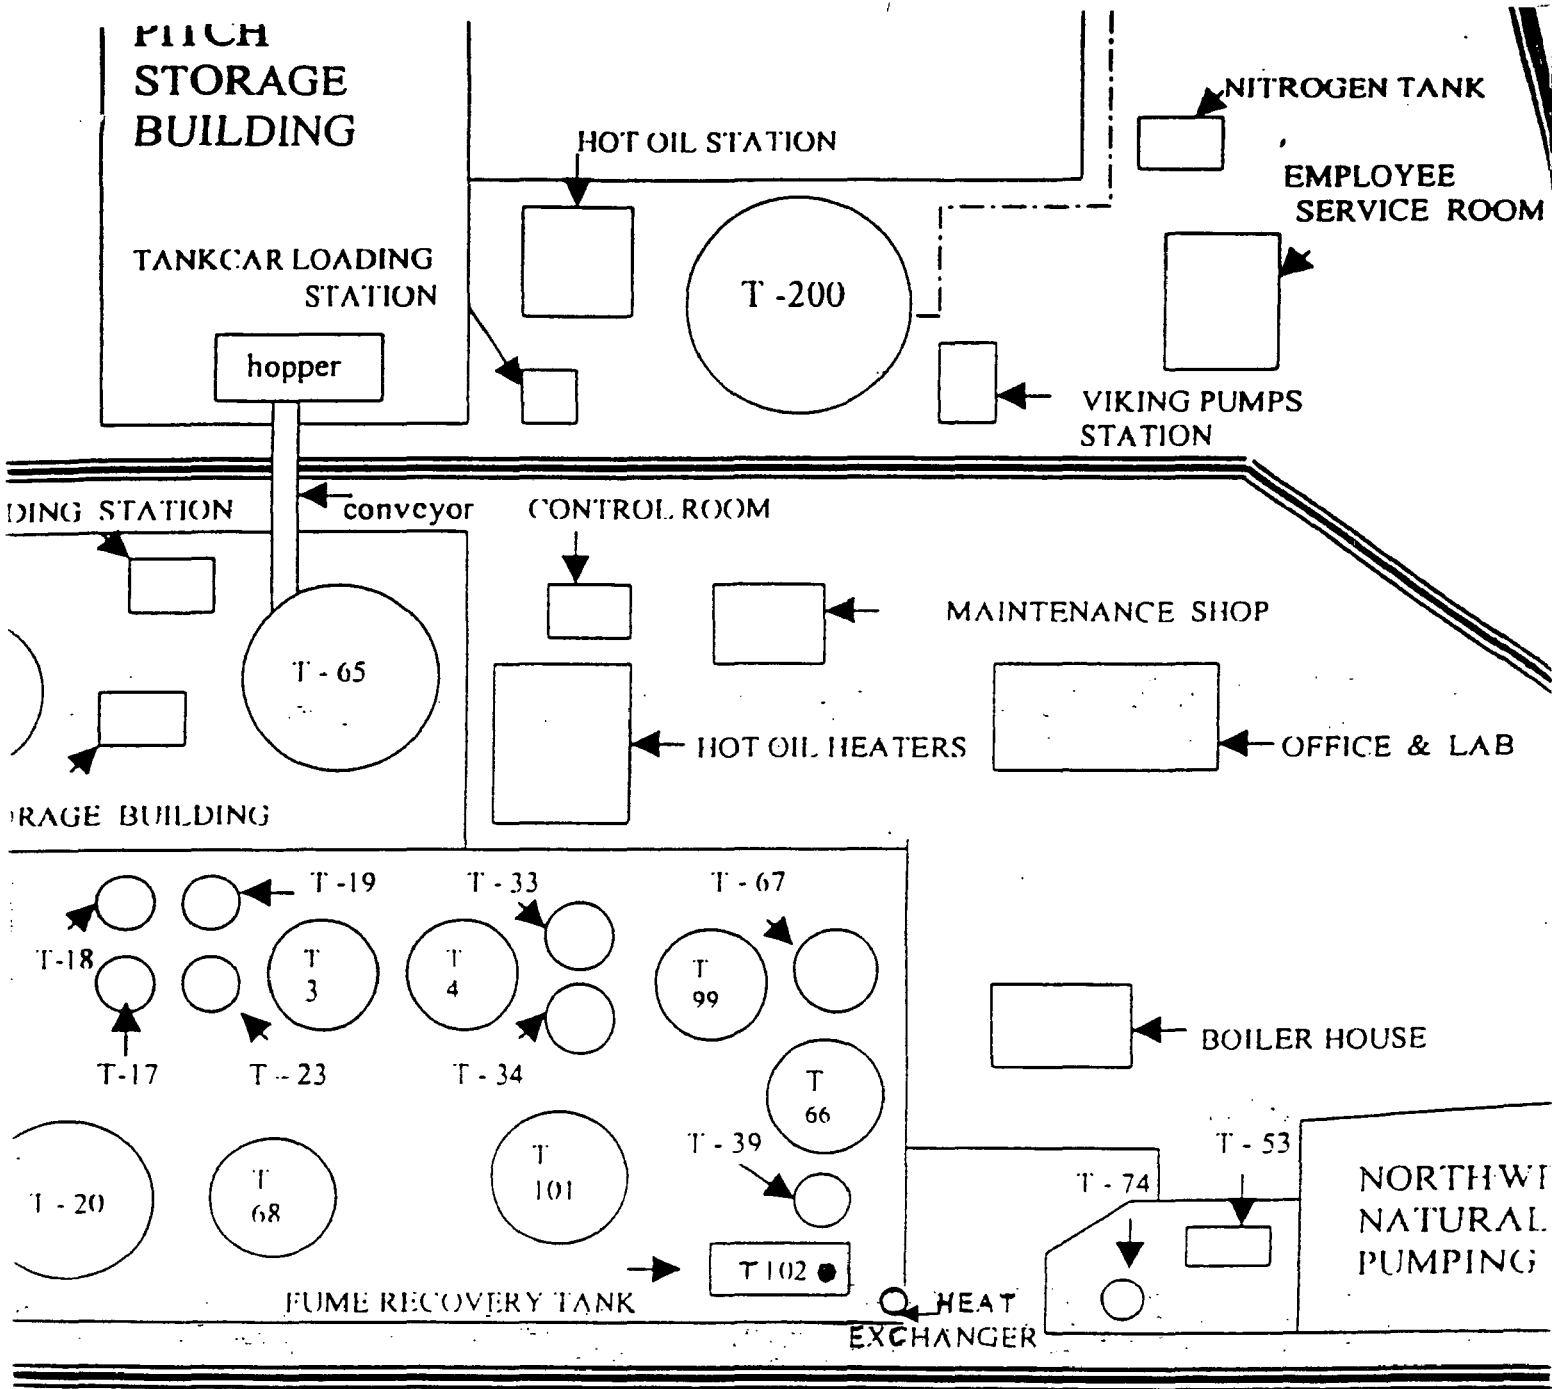 PITCH
STORAGE
BUILDING
NITROGEN TANK
HOT OIL STATION
EMPLOYEE
SERVICE ROOM
TANKCAR LOADING
STATION
T -200
hopper
VIKING PUMPS
STATION
DING STATION
conveyor
CONTROL ROOM
MAINTENANCE SHOP
T - 65
HOT OIL HEATERS
OFFICE & LAB
RAGE BUILDING
T -19
T - 33
T - 67
T-18
T
3
T
4
T
99
T-17
T - 23
T - 34
BOILER HOUSE
T
66
T - 39
T - 53
T - 20
T
68
T
101
T - 74
NORTHWE
NATURAL
PUMPING
T 102
FUME RECOVERY TANK
HEAT
EXCHANGER